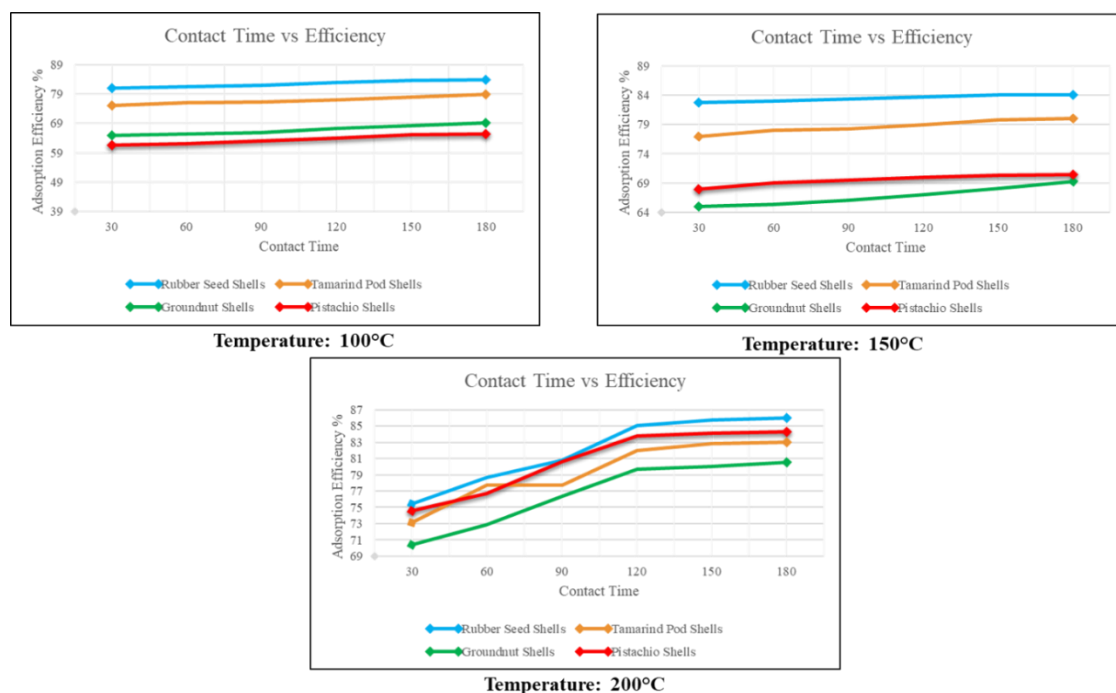 Contact Time vs Efficiency
Adsorption Efficiency %
89
79
69
59
49
39
30 60 90 120 150 180
Contact Time
Rubber Seed Shells Tamarind Pod Shells
Groundnut Shells Pistachio Shells
Temperature: 100°C
Contact Time vs Efficiency
Adsorption Efficiency %
89
84
79
74
69
64
30 60 90 120 150 180
Contact Time
Rubber Seed Shells Tamarind Pod Shells
Groundnut Shells Pistachio Shells
Temperature: 150°C
Contact Time vs Efficiency
Adsorption Efficiency %
87
85
83
81
79
77
75
73
71
69
30 60 90 120 150 180
Contact Time
Rubber Seed Shells Tamarind Pod Shells
Groundnut Shells Pistachio Shells
Temperature: 200°C